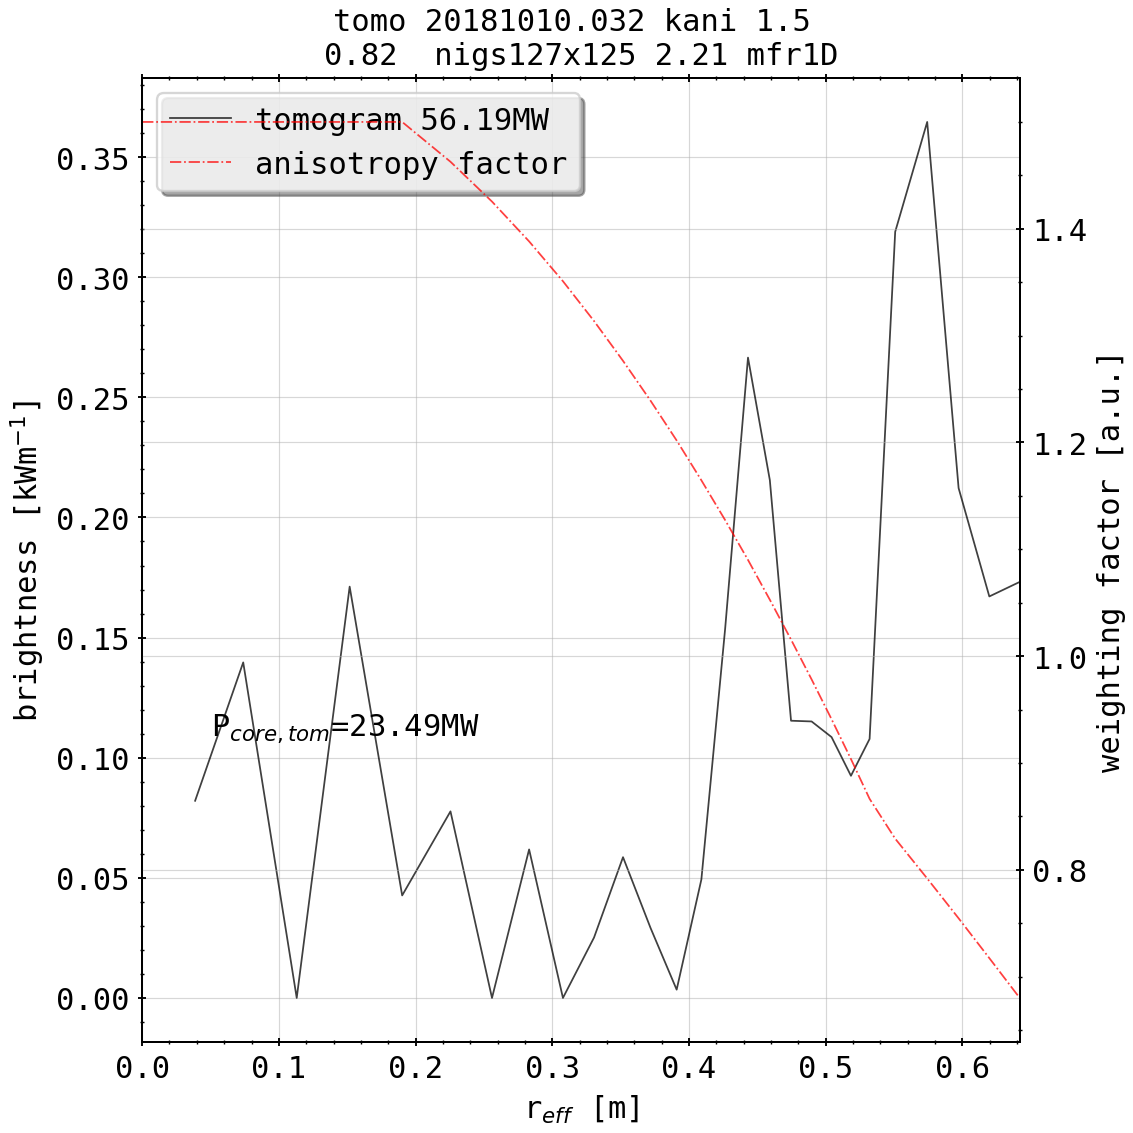 tomo 20181010.032 kani 1.5
0.82  nigs127x125 2.21 mfr1D
tomogram 56.19MW
anisotropy factor
0.35
0.30
0.25
0.20
0.15
0.10
0.05
0.00
brightness [kWm⁻¹]
1.4
1.2
1.0
0.8
weighting factor [a.u.]
P_core,tom=23.49MW
0.0 0.1 0.2 0.3 0.4 0.5 0.6
r_eff [m]